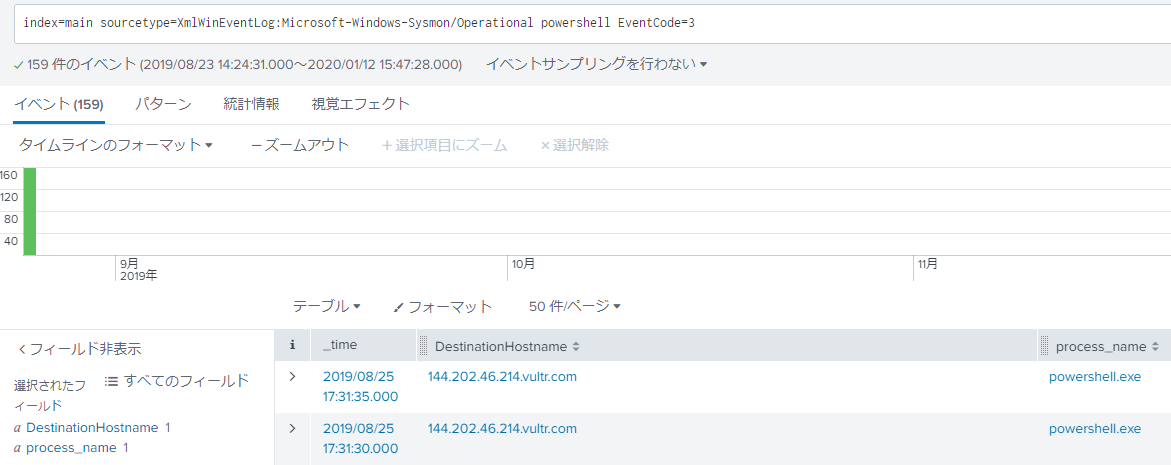 index=main sourcetype=XmlWinEventLog:Microsoft-Windows-Sysmon/Operational powershell EventCode=3
✓ 159 件のイベント (2019/08/23 14:24:31.000～2020/01/12 15:47:28.000) イベントサンプリングを行わない ▼
イベント (159) パターン 統計情報 視覚エフェクト
タイムラインのフォーマット ▼ −ズームアウト +選択項目にズーム ×選択解除
160
120
80
40
9月 10月 11月
2019年
テーブル ▼ フォーマット 50 件/ページ ▼
< フィールド非表示
選択されたフィールド すべてのフィールド
a DestinationHostname 1
a process_name 1
i _time DestinationHostname process_name
> 2019/08/25 144.202.46.214.vultr.com powershell.exe
17:31:35.000
> 2019/08/25 144.202.46.214.vultr.com powershell.exe
17:31:30.000